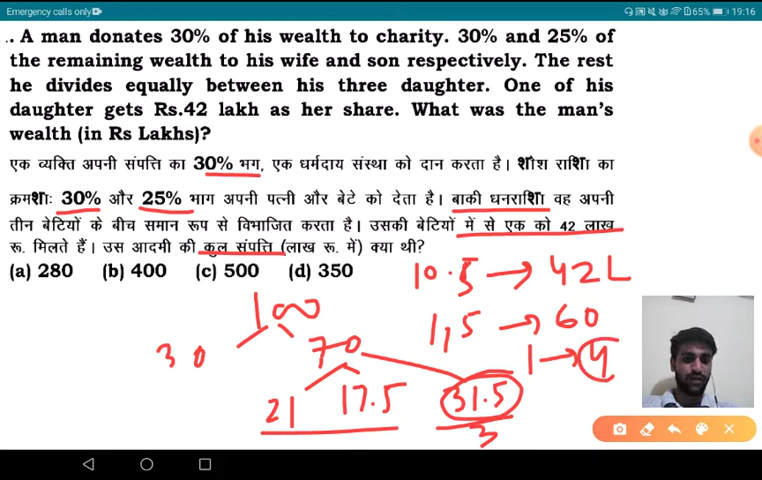 Emergency calls only 65% 19:16
.. A man donates 30% of his wealth to charity. 30% and 25% of
the remaining wealth to his wife and son respectively. The rest
he divides equally between his three daughter. One of his
daughter gets Rs.42 lakh as her share. What was the man's
wealth (in Rs Lakhs)?
एक व्यक्ति अपनी संपत्ति का 30% भग, एक धर्मदाय संस्था को दान करता है। शोश राशिा का
क्रमशाः 30% और 25% भाग अपनी पत्नी और बेटे को देता है। बाकी धनराशिा वह अपनी
तीन बेटियों के बीच समान रूप से विभाजित करता है। उसकी बेटियों में से एक को 42 लाख
रू. मिलते हैं। उस आदमी की कुल संपत्ति (लाख रू. में) क्या थी?
(a) 280 (b) 400 (c) 500 (d) 350
10.5 → 42L
100
1,5 → 60
30 70
1 → 4
21 17.5 31.5
3